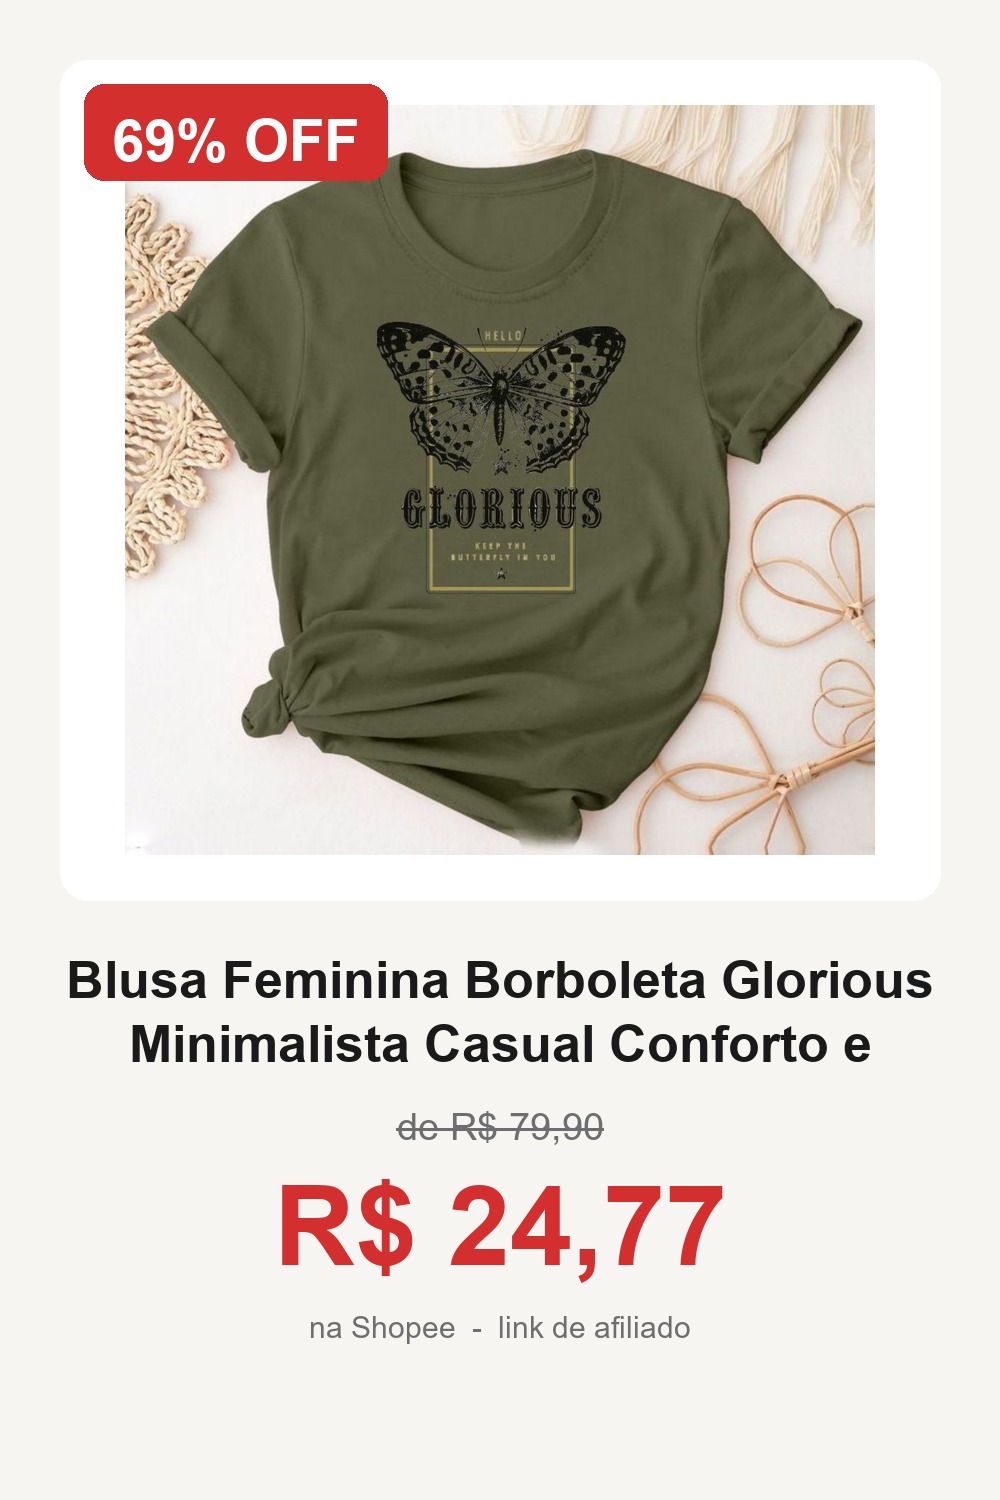 69% OFF
HELLO
GLORIOUS
KEEP THE
BUTTERFLY IN YOU
Blusa Feminina Borboleta Glorious
Minimalista Casual Conforto e
de R$ 79,90
R$ 24,77
na Shopee - link de afiliado